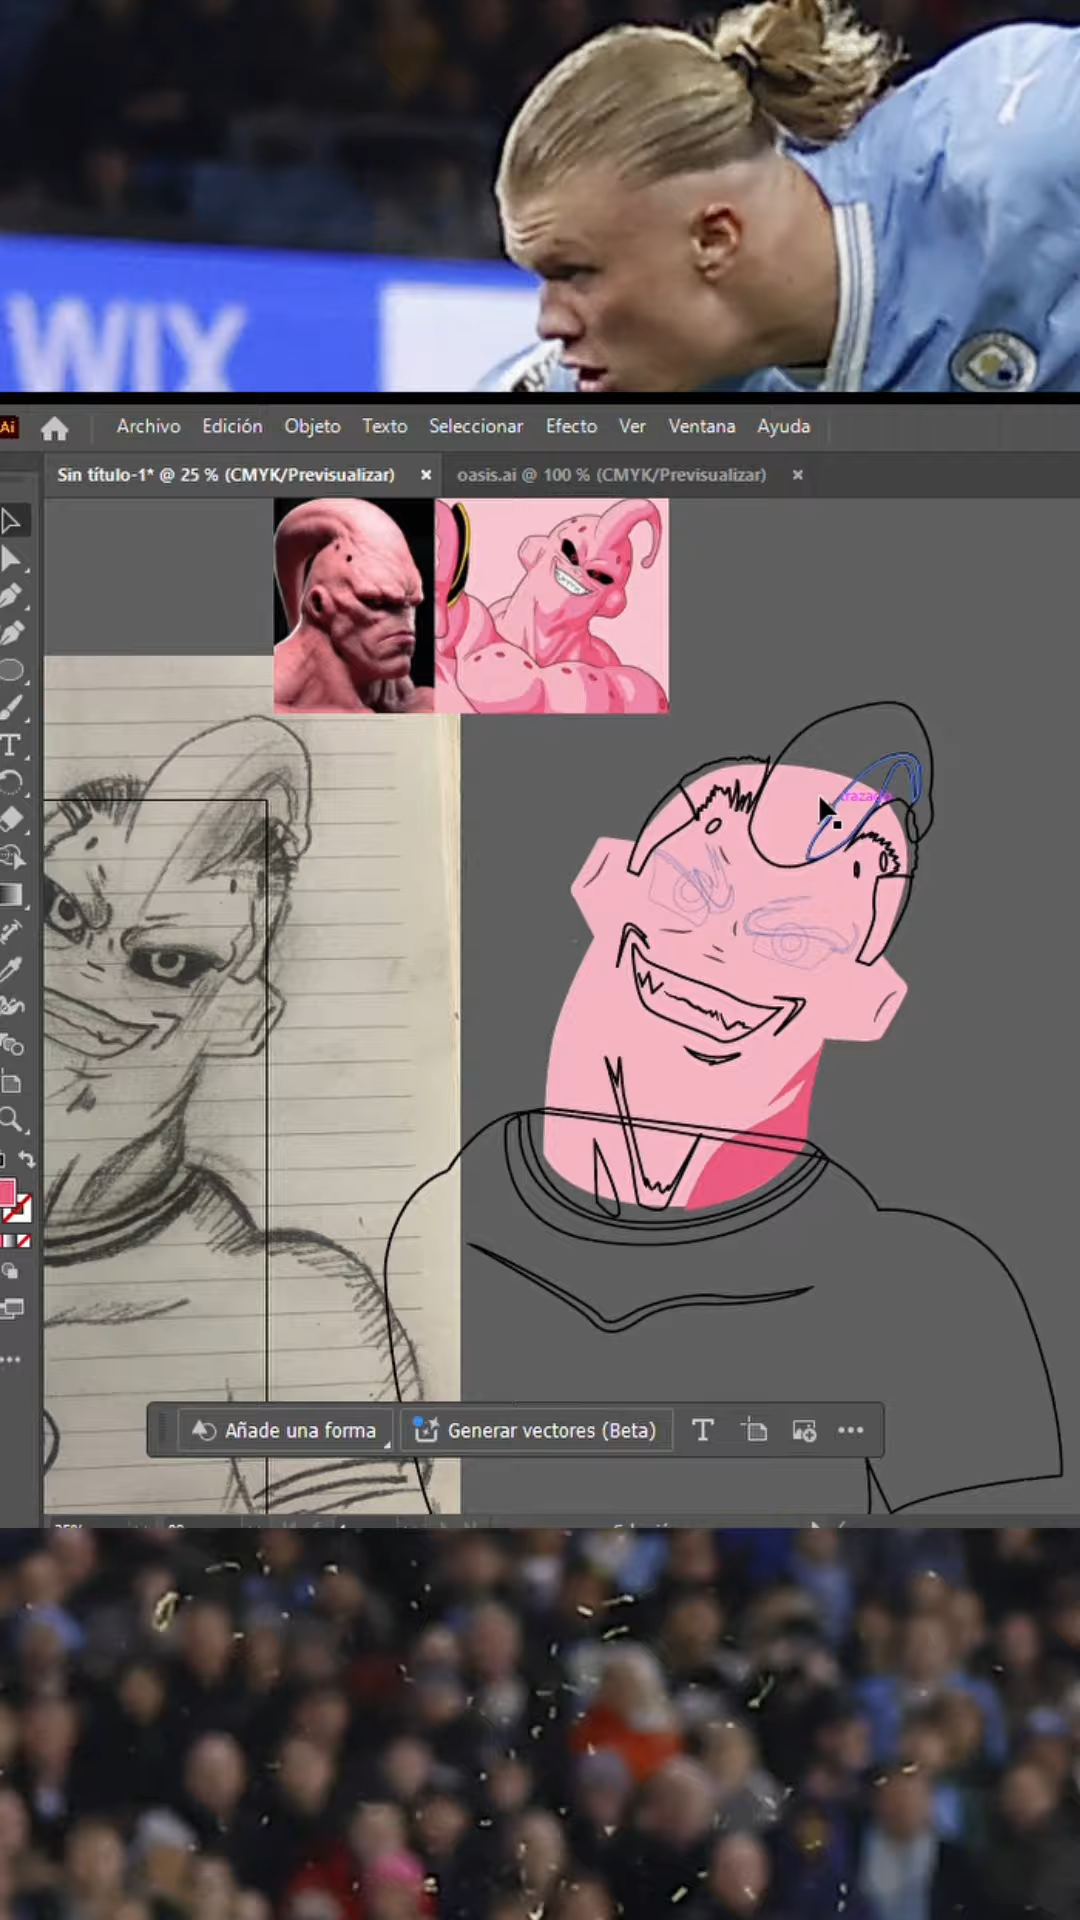 WIX
Ai
Archivo Edición Objeto Texto Seleccionar Efecto Ver Ventana Ayuda
Sin título-1* @ 25 % (CMYK/Previsualizar) × oasis.ai @ 100 % (CMYK/Previsualizar) ×
trazado
Añade una forma Generar vectores (Beta)